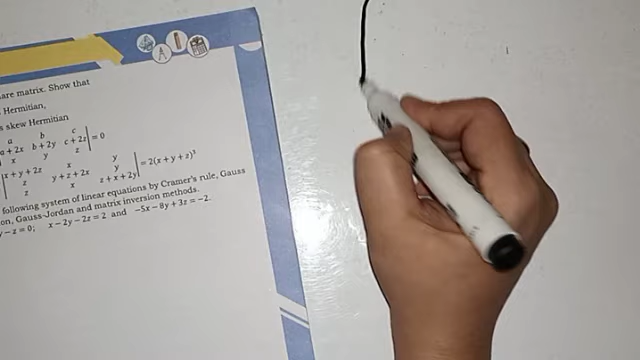 are matrix. Show that
Hermitian,
s skew Hermitian
a b c
a + 2x b + 2y c + 2z = 0
x y z
x + y + 2z x y
z y + z + 2x y = 2(x + y + z)³
z x z + x + 2y
following system of linear equations by Cramer's rule, Gauss
on, Gauss-Jordan and matrix inversion methods.
y − z = 0; x − 2y − 2z = 2 and −5x − 8y + 3z = −2.